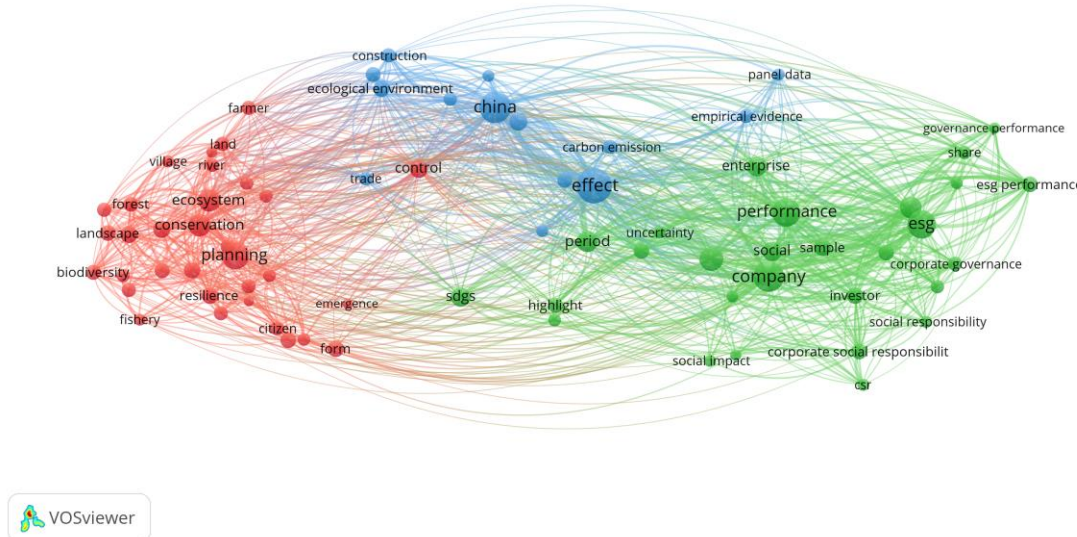 construction
ecological environment
farmer
china
panel data
empirical evidence
governance performance
land
village
river
control
carbon emission
enterprise
share
trade
effect
esg performance
ecosystem
forest
conservation
landscape
performance
esg
period
uncertainty
planning
social
sample
biodiversity
company
corporate governance
resilience
sdgs
emergence
highlight
investor
fishery
citizen
social responsibility
form
social impact
corporate social responsibilit
csr
VOSviewer